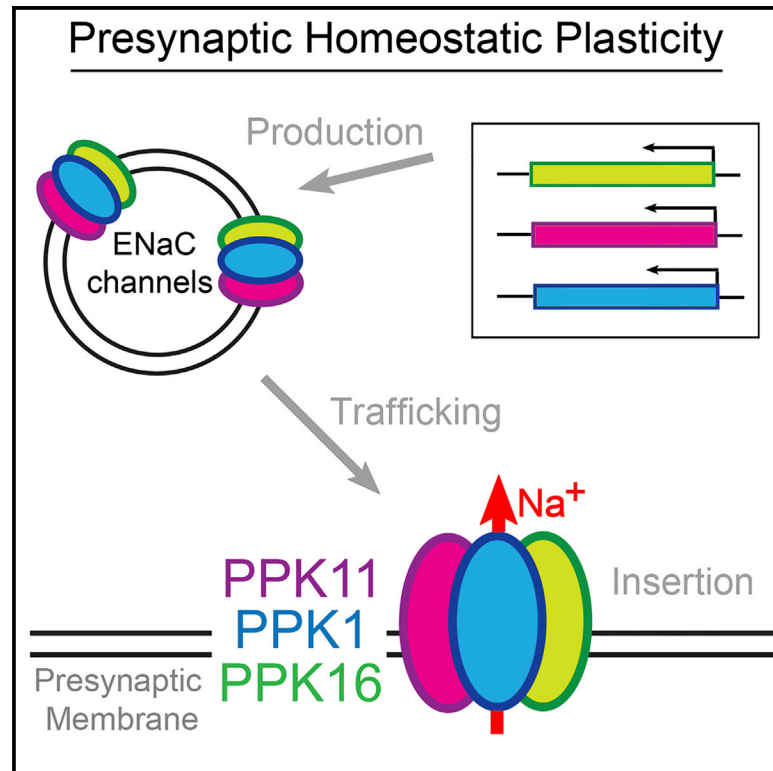 Presynaptic Homeostatic Plasticity
Production
ENaC
channels
Trafficking
Na⁺
PPK11
PPK1
PPK16
Insertion
Presynaptic
Membrane